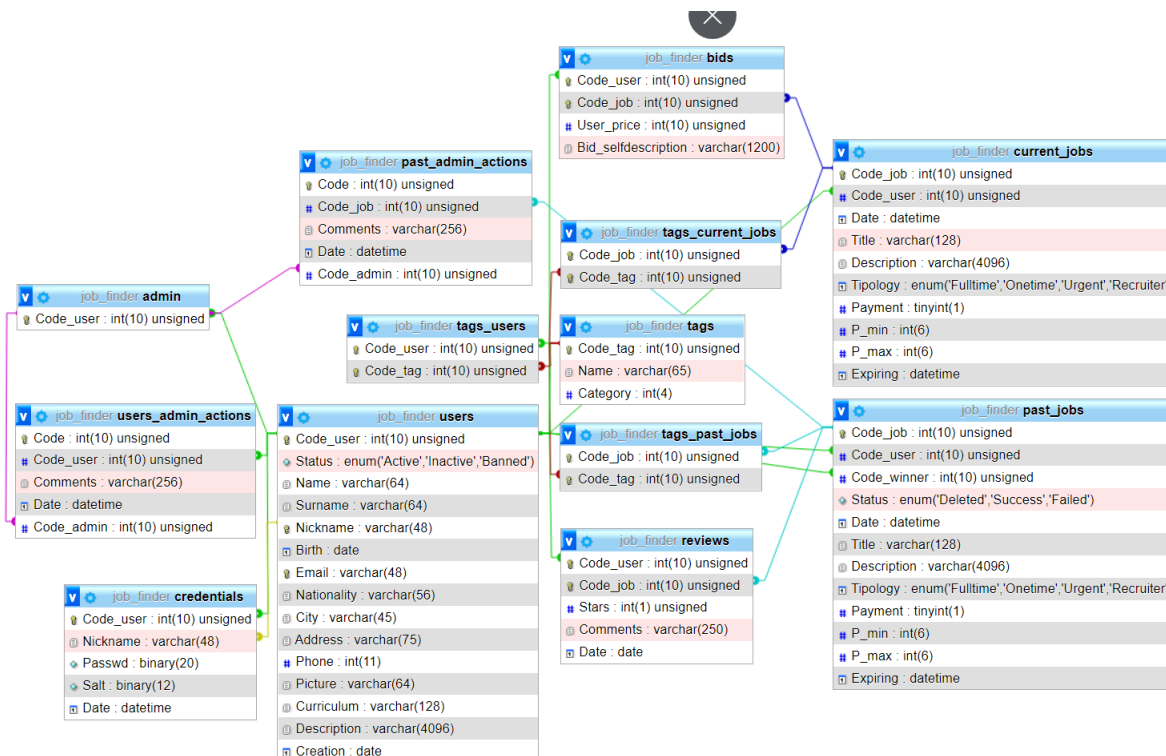 job_finder bids
Code_user : int(10) unsigned
Code_job : int(10) unsigned
User_price : int(10) unsigned
Bid_selfdescription : varchar(1200)
job_finder current_jobs
Code_job : int(10) unsigned
Code_user : int(10) unsigned
Date : datetime
Title : varchar(128)
Description : varchar(4096)
Tipology : enum('Fulltime','Onetime','Urgent','Recruiter'
Payment : tinyint(1)
P_min : int(6)
P_max : int(6)
Expiring : datetime
job_finder past_admin_actions
Code : int(10) unsigned
Code_job : int(10) unsigned
Comments : varchar(256)
Date : datetime
Code_admin : int(10) unsigned
job_finder tags_current_jobs
Code_job : int(10) unsigned
Code_tag : int(10) unsigned
job_finder admin
Code_user : int(10) unsigned
job_finder tags_users
Code_user : int(10) unsigned
Code_tag : int(10) unsigned
job_finder tags
Code_tag : int(10) unsigned
Name : varchar(65)
Category : int(4)
job_finder users_admin_actions
Code : int(10) unsigned
Code_user : int(10) unsigned
Comments : varchar(256)
Date : datetime
Code_admin : int(10) unsigned
job_finder users
Code_user : int(10) unsigned
Status : enum('Active','Inactive','Banned')
Name : varchar(64)
Surname : varchar(64)
Nickname : varchar(48)
Birth : date
Email : varchar(48)
Nationality : varchar(56)
City : varchar(45)
Address : varchar(75)
Phone : int(11)
Picture : varchar(64)
Curriculum : varchar(128)
Description : varchar(4096)
Creation : date
job_finder tags_past_jobs
Code_job : int(10) unsigned
Code_tag : int(10) unsigned
job_finder past_jobs
Code_job : int(10) unsigned
Code_user : int(10) unsigned
Code_winner : int(10) unsigned
Status : enum('Deleted','Success','Failed')
Date : datetime
Title : varchar(128)
Description : varchar(4096)
Tipology : enum('Fulltime','Onetime','Urgent','Recruiter'
Payment : tinyint(1)
P_min : int(6)
P_max : int(6)
Expiring : datetime
job_finder reviews
Code_user : int(10) unsigned
Code_job : int(10) unsigned
Stars : int(1) unsigned
Comments : varchar(250)
Date : date
job_finder credentials
Code_user : int(10) unsigned
Nickname : varchar(48)
Passwd : binary(20)
Salt : binary(12)
Date : datetime